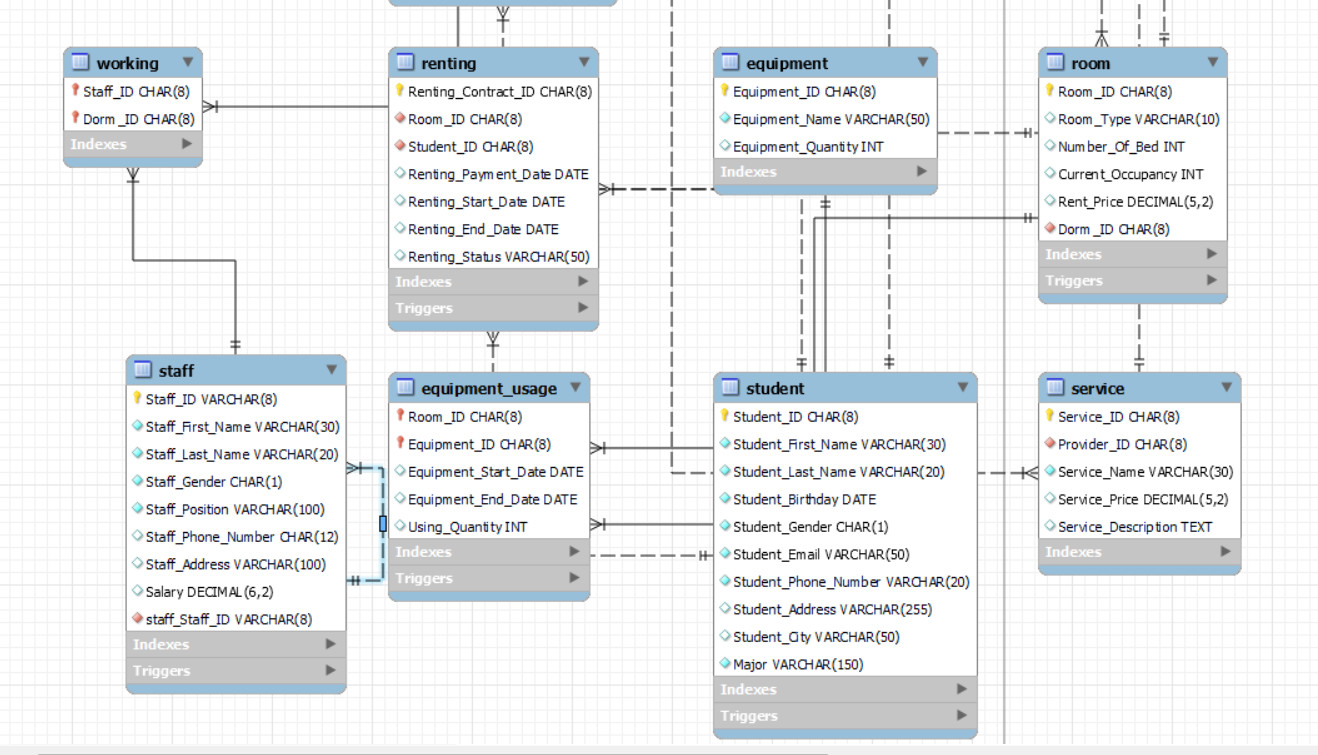 working
Staff_ID CHAR(8)
Dorm _ID CHAR(8)
Indexes
renting
Renting_Contract_ID CHAR(8)
Room_ID CHAR(8)
Student_ID CHAR(8)
Renting_Payment_Date DATE
Renting_Start_Date DATE
Renting_End_Date DATE
Renting_Status VARCHAR(50)
Indexes
Triggers
equipment
Equipment_ID CHAR(8)
Equipment_Name VARCHAR(50)
Equipment_Quantity INT
Indexes
room
Room_ID CHAR(8)
Room_Type VARCHAR(10)
Number_Of_Bed INT
Current_Occupancy INT
Rent_Price DECIMAL(5,2)
Dorm _ID CHAR(8)
Indexes
Triggers
staff
Staff_ID VARCHAR(8)
Staff_First_Name VARCHAR(30)
Staff_Last_Name VARCHAR(20)
Staff_Gender CHAR(1)
Staff_Position VARCHAR(100)
Staff_Phone_Number CHAR(12)
Staff_Address VARCHAR(100)
Salary DECIMAL(6,2)
staff_Staff_ID VARCHAR(8)
Indexes
Triggers
equipment_usage
Room_ID CHAR(8)
Equipment_ID CHAR(8)
Equipment_Start_Date DATE
Equipment_End_Date DATE
Using_Quantity INT
Indexes
Triggers
student
Student_ID CHAR(8)
Student_First_Name VARCHAR(30)
Student_Last_Name VARCHAR(20)
Student_Birthday DATE
Student_Gender CHAR(1)
Student_Email VARCHAR(50)
Student_Phone_Number VARCHAR(20)
Student_Address VARCHAR(255)
Student_City VARCHAR(50)
Major VARCHAR(150)
Indexes
Triggers
service
Service_ID CHAR(8)
Provider_ID CHAR(8)
Service_Name VARCHAR(30)
Service_Price DECIMAL(5,2)
Service_Description TEXT
Indexes